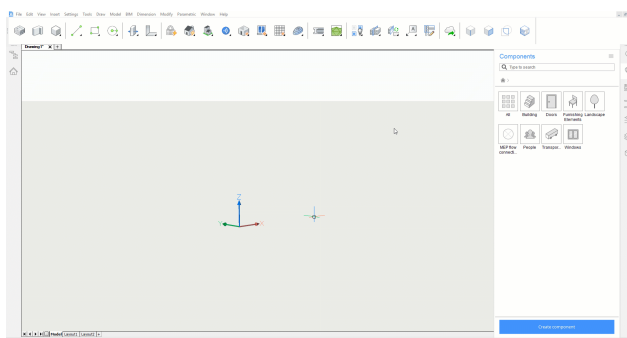 File Edit View Insert Settings Tools Draw Model BIM Dimension Modify Parametric Window Help
Drawing1* X +
Components
Type to search
All Building Doors Furnishing Elements Landscape
MEP flow connecti... People Transpor... Windows
Z
X
Create component
Model Layout1 Layout2 +